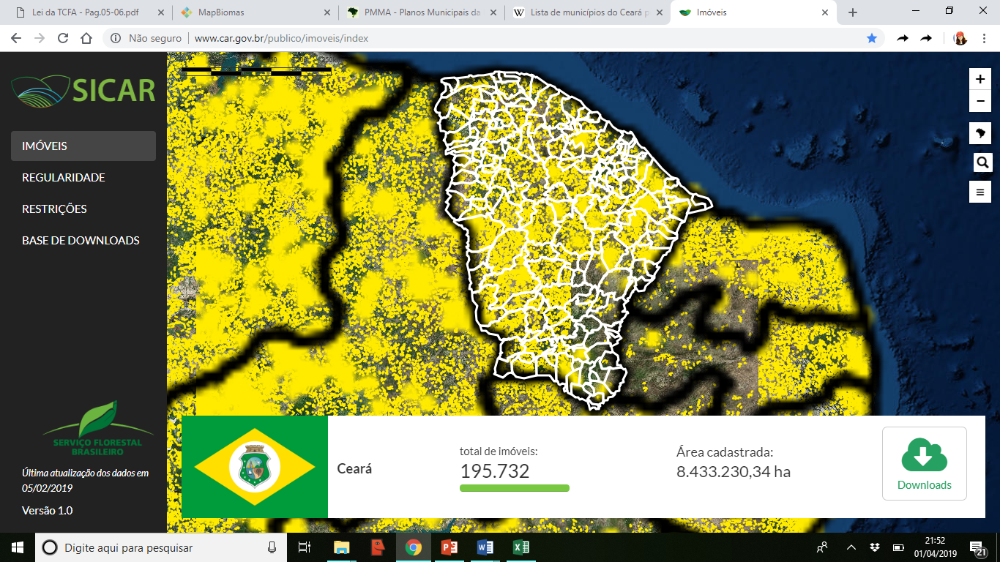 Lei da TCFA - Pag.05-06.pdf
MapBiomas
PMMA - Planos Municipais da
Lista de municípios do Ceará p
Imóveis
Não seguro
www.car.gov.br/publico/imoveis/index
SICAR
IMÓVEIS
REGULARIDADE
RESTRIÇÕES
BASE DE DOWNLOADS
SERVIÇO FLORESTAL
BRASILEIRO
Última atualização dos dados em
05/02/2019
Versão 1.0
Ceará
total de imóveis:
195.732
Área cadastrada:
8.433.230,34 ha
Downloads
Digite aqui para pesquisar
21:52
01/04/2019
21